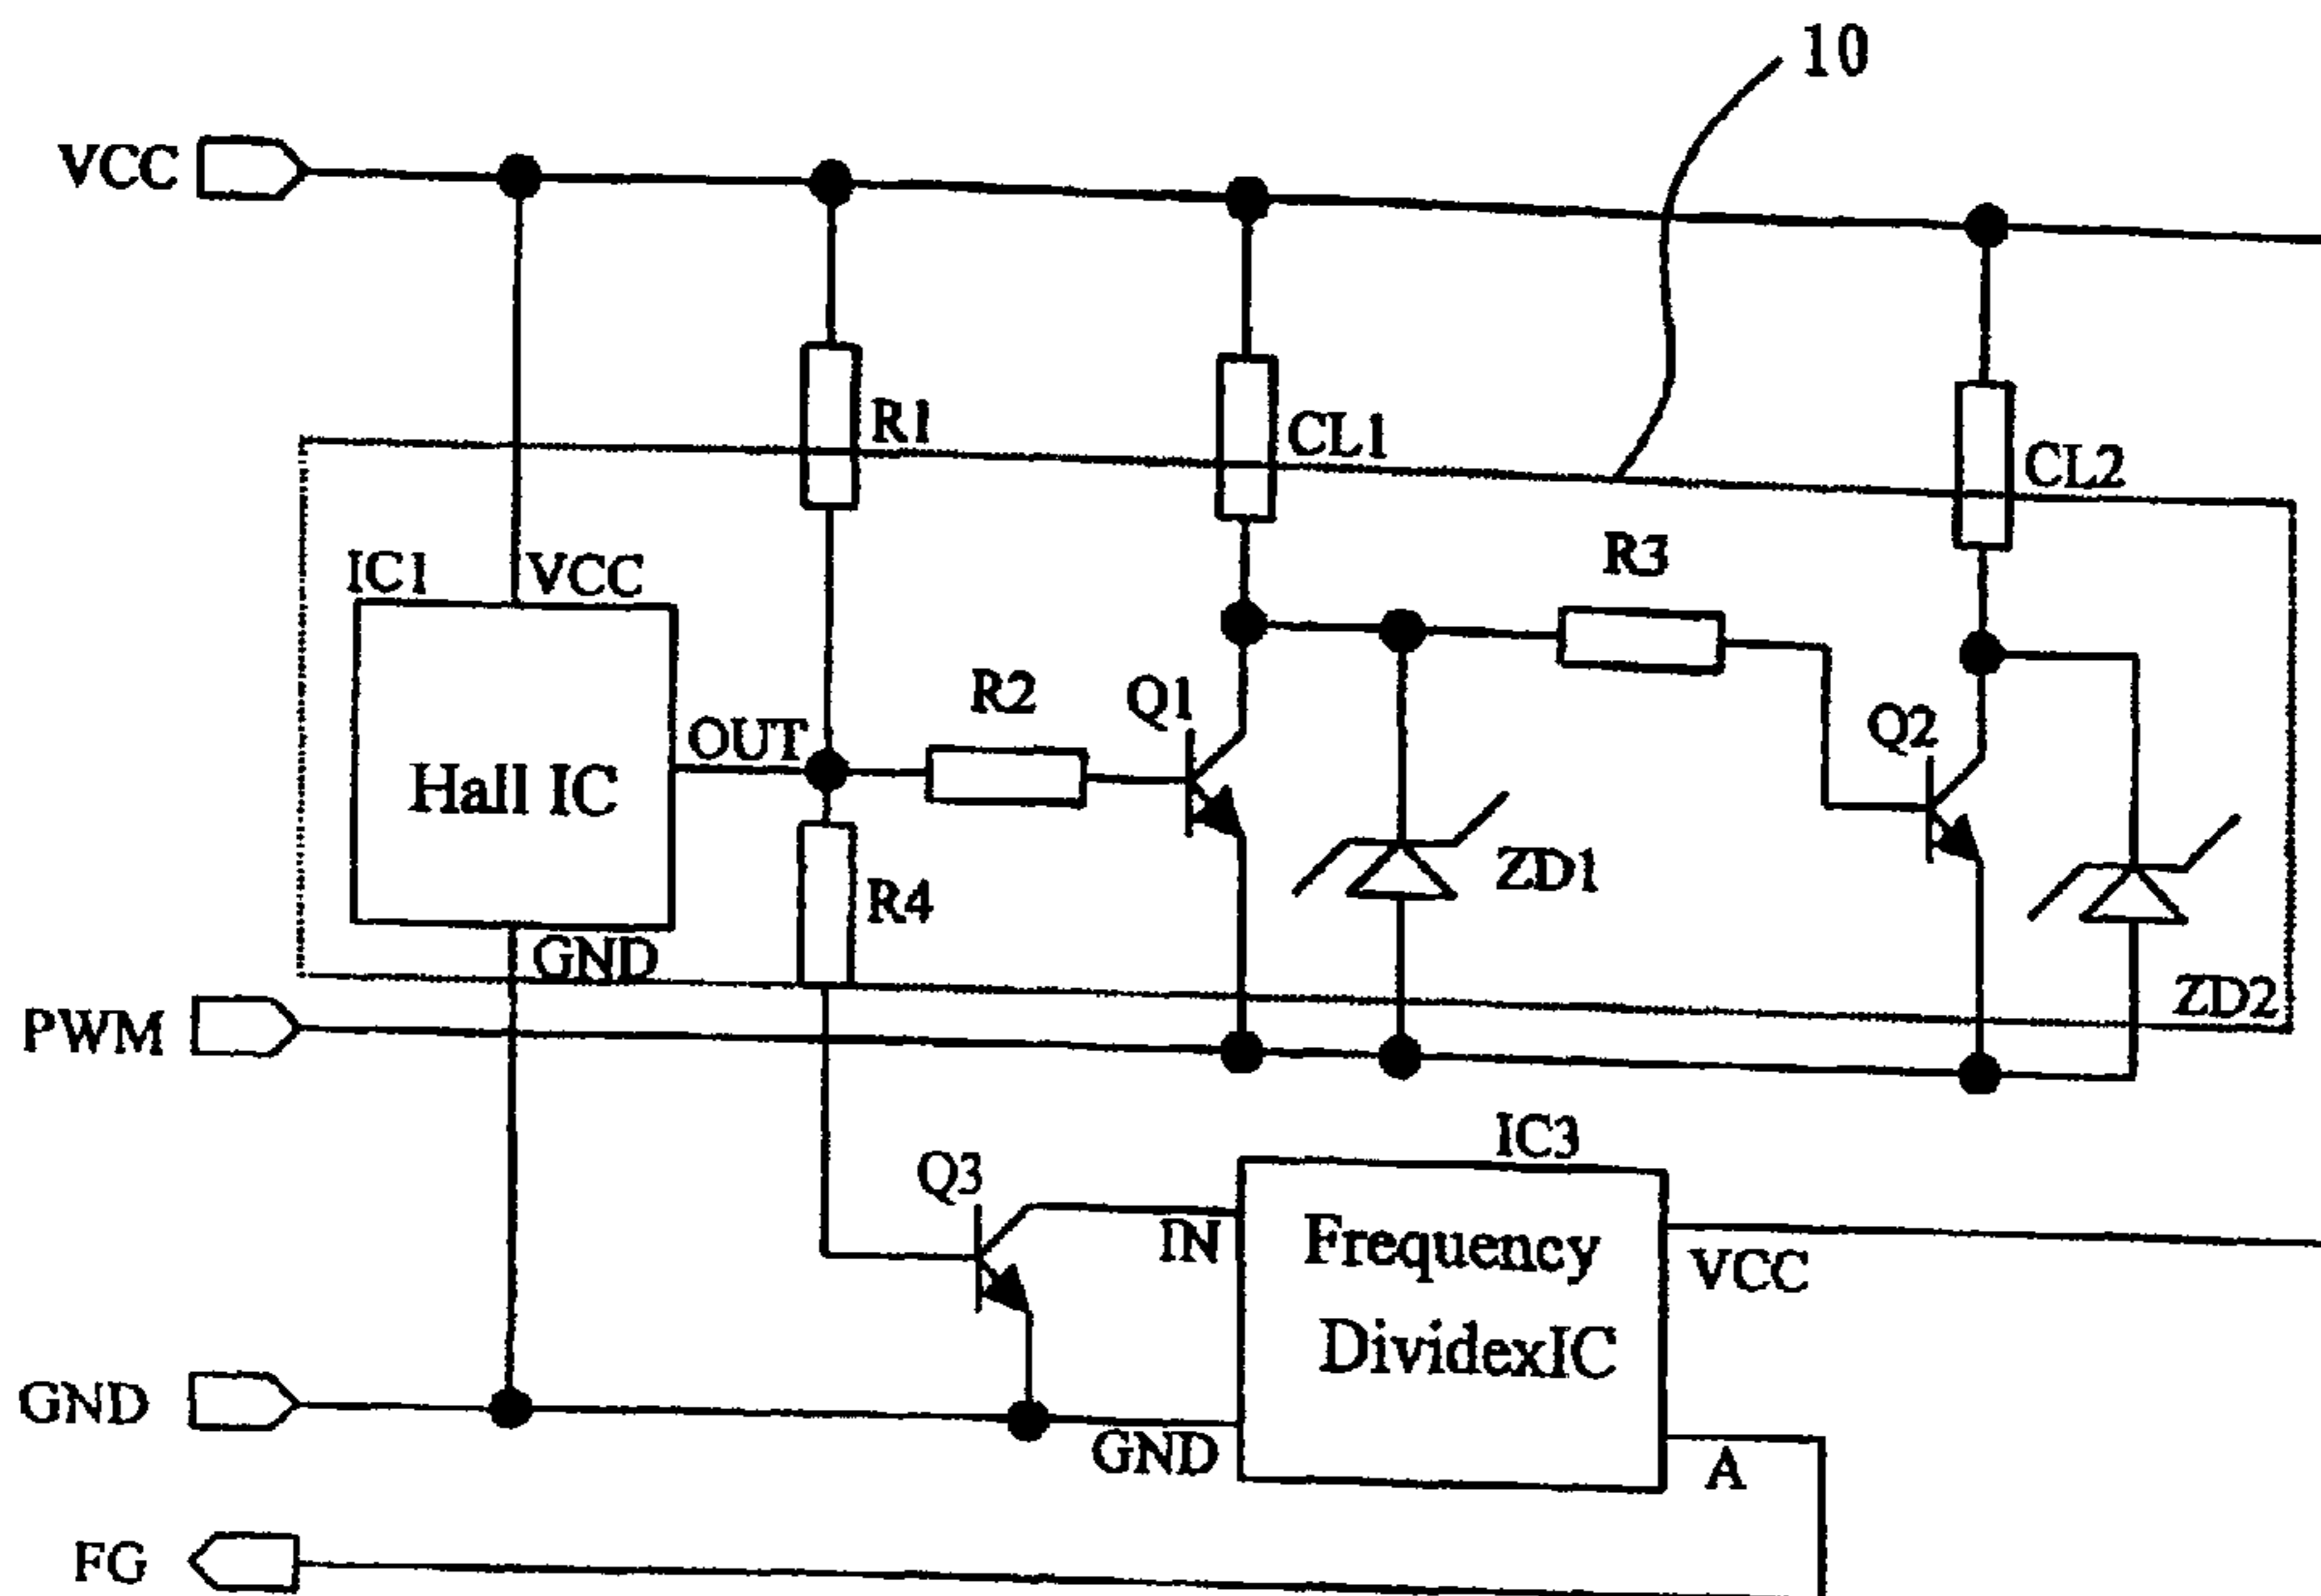 10
VCC
R1
CL1
CL2
IC1
VCC
R3
R2
Q1
Q2
OUT
Hall IC
ZD1
R4
GND
ZD2
PWM
IC3
Q3
IN
Frequency
VCC
DividexIC
GND
GND
A
FG